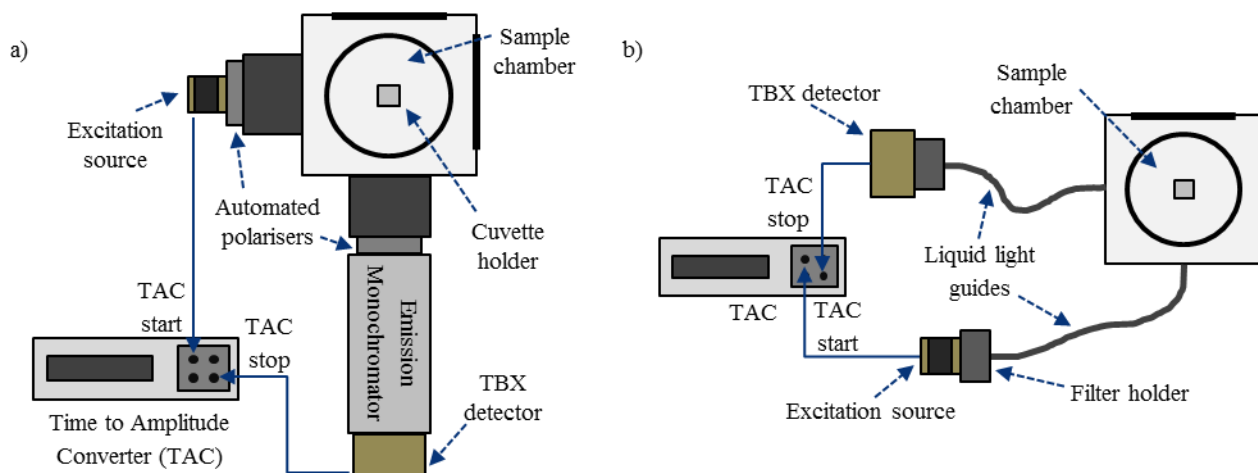 a)
Sample
chamber
Excitation
source
Automated
polarisers
Cuvette
holder
TAC
start
TAC
stop
Emission
Monochromator
TBX
detector
Time to Amplitude
Converter (TAC)
b)
TBX detector
Sample
chamber
TAC
stop
Liquid light
guides
TAC
TAC
start
Excitation source
Filter holder